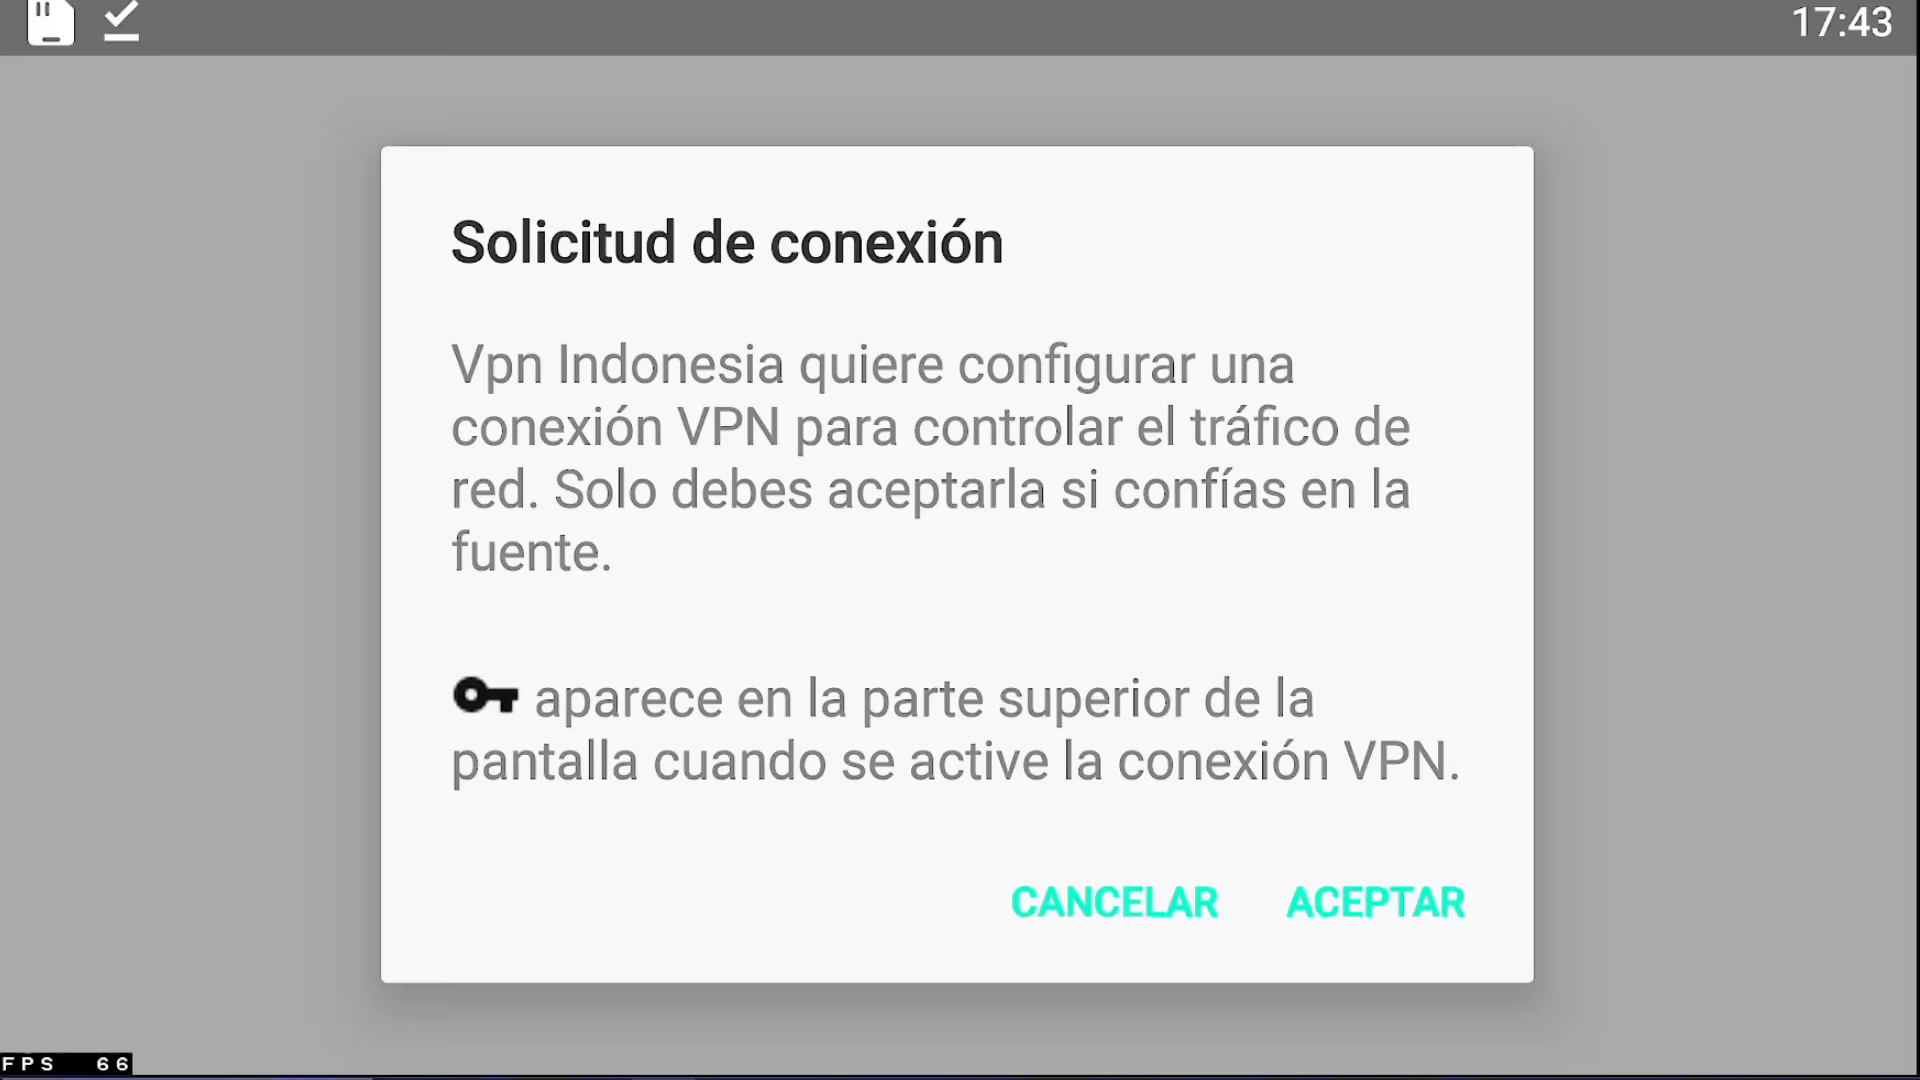 17:43
Solicitud de conexión
Vpn Indonesia quiere configurar una
conexión VPN para controlar el tráfico de
red. Solo debes aceptarla si confías en la
fuente.
aparece en la parte superior de la
pantalla cuando se active la conexión VPN.
CANCELAR ACEPTAR
FPS 66